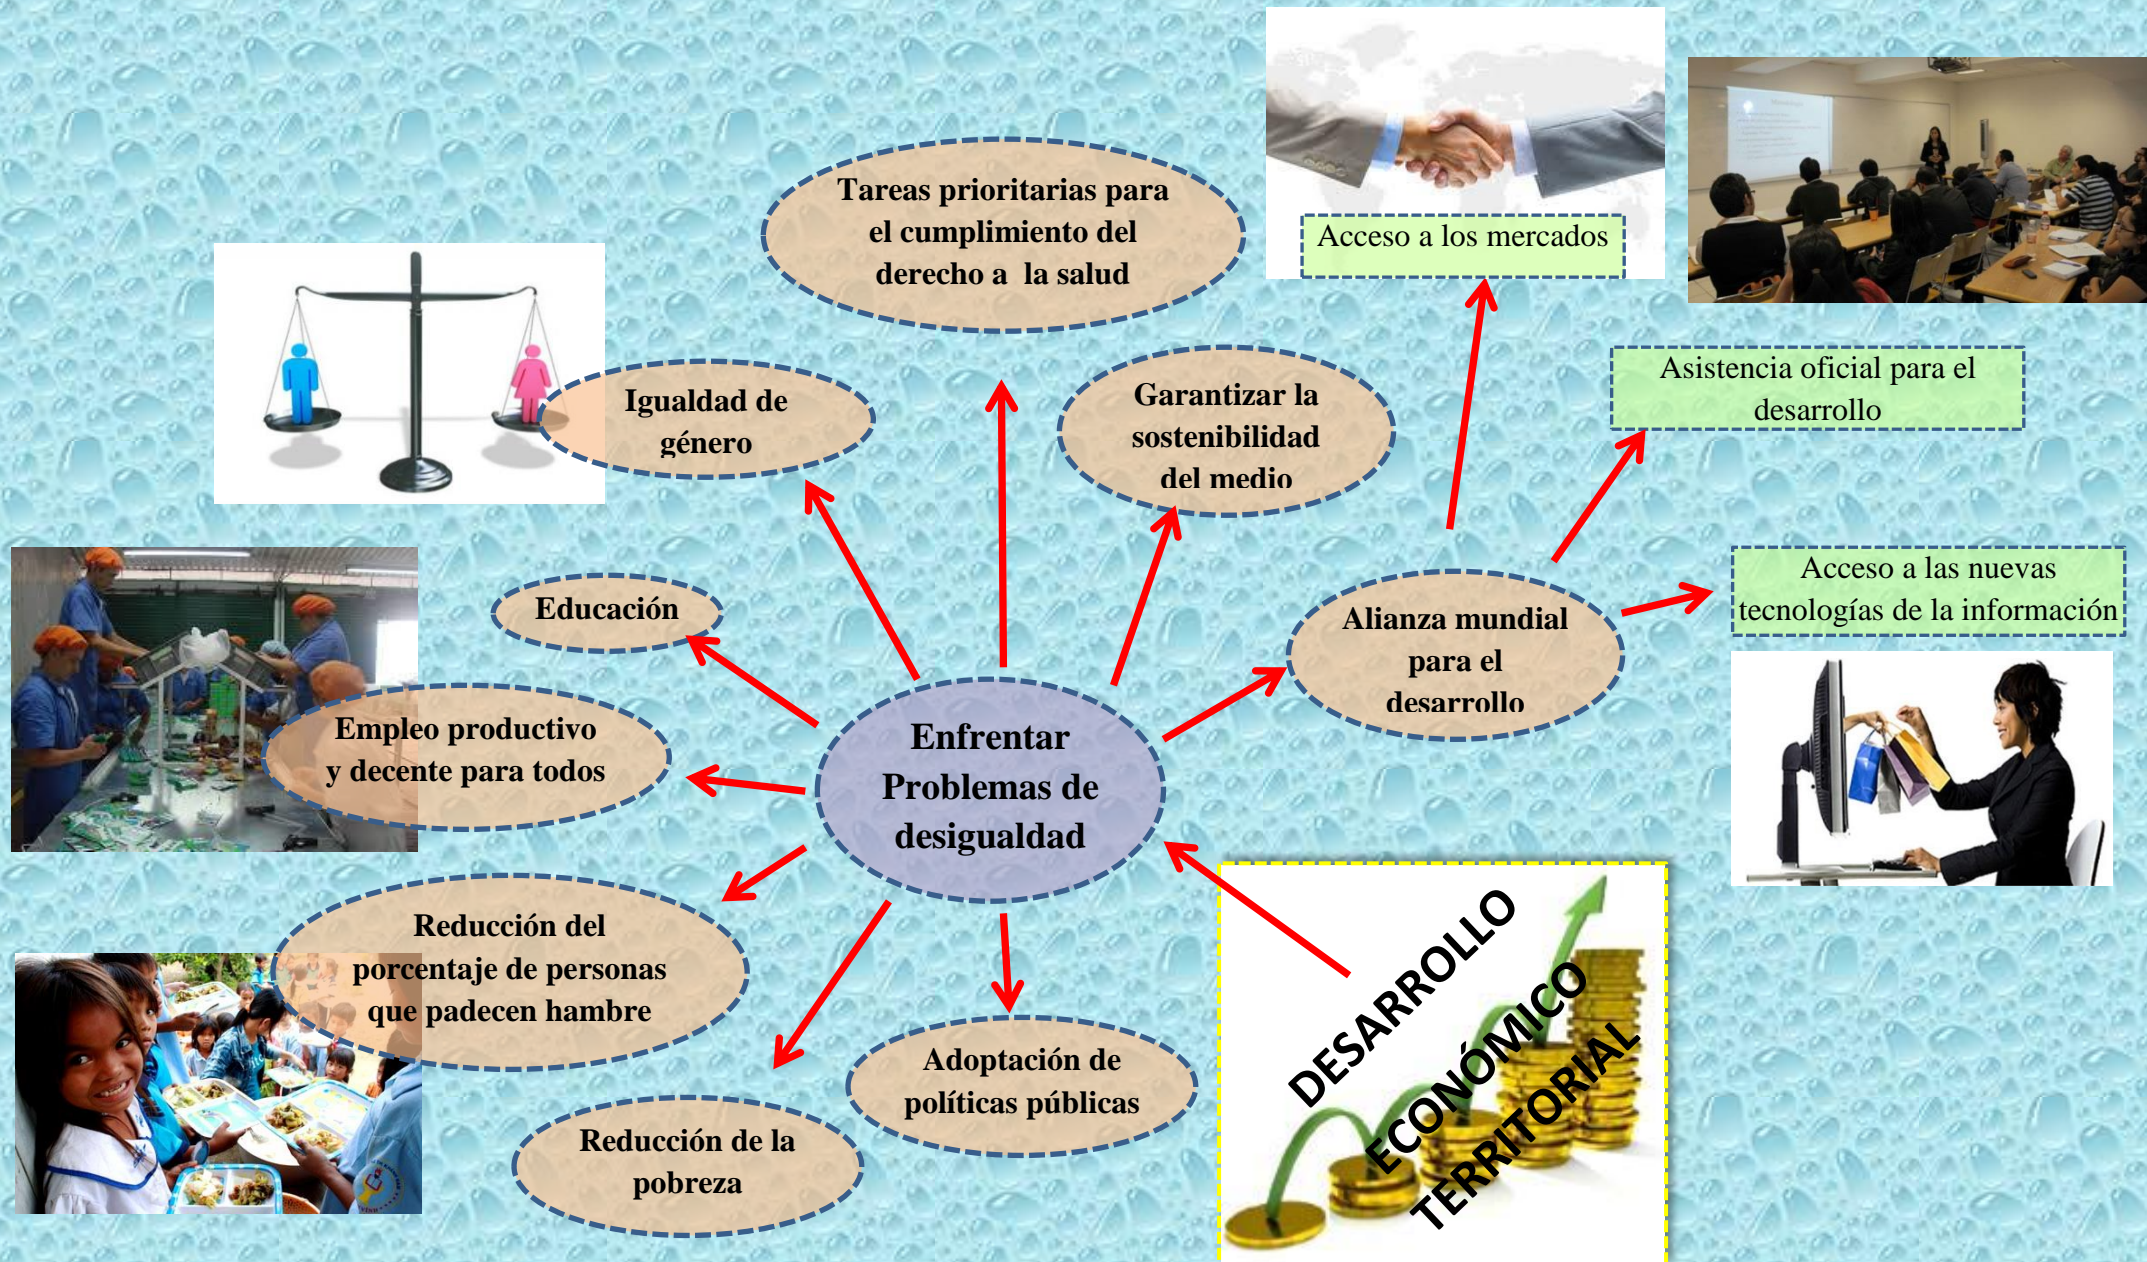 Tareas prioritarias para
el cumplimiento del
derecho a la salud
Acceso a los mercados
Igualdad de
género
Garantizar la
sostenibilidad
del medio
Asistencia oficial para el
desarrollo
Educación
Acceso a las nuevas
tecnologías de la información
Alianza mundial
para el
desarrollo
Empleo productivo
y decente para todos
Enfrentar
Problemas de
desigualdad
Reducción del
porcentaje de personas
que padecen hambre
Adoptación de
políticas públicas
Reducción de la
pobreza
DESARROLLO
ECONÓMICO
TERRITORIAL